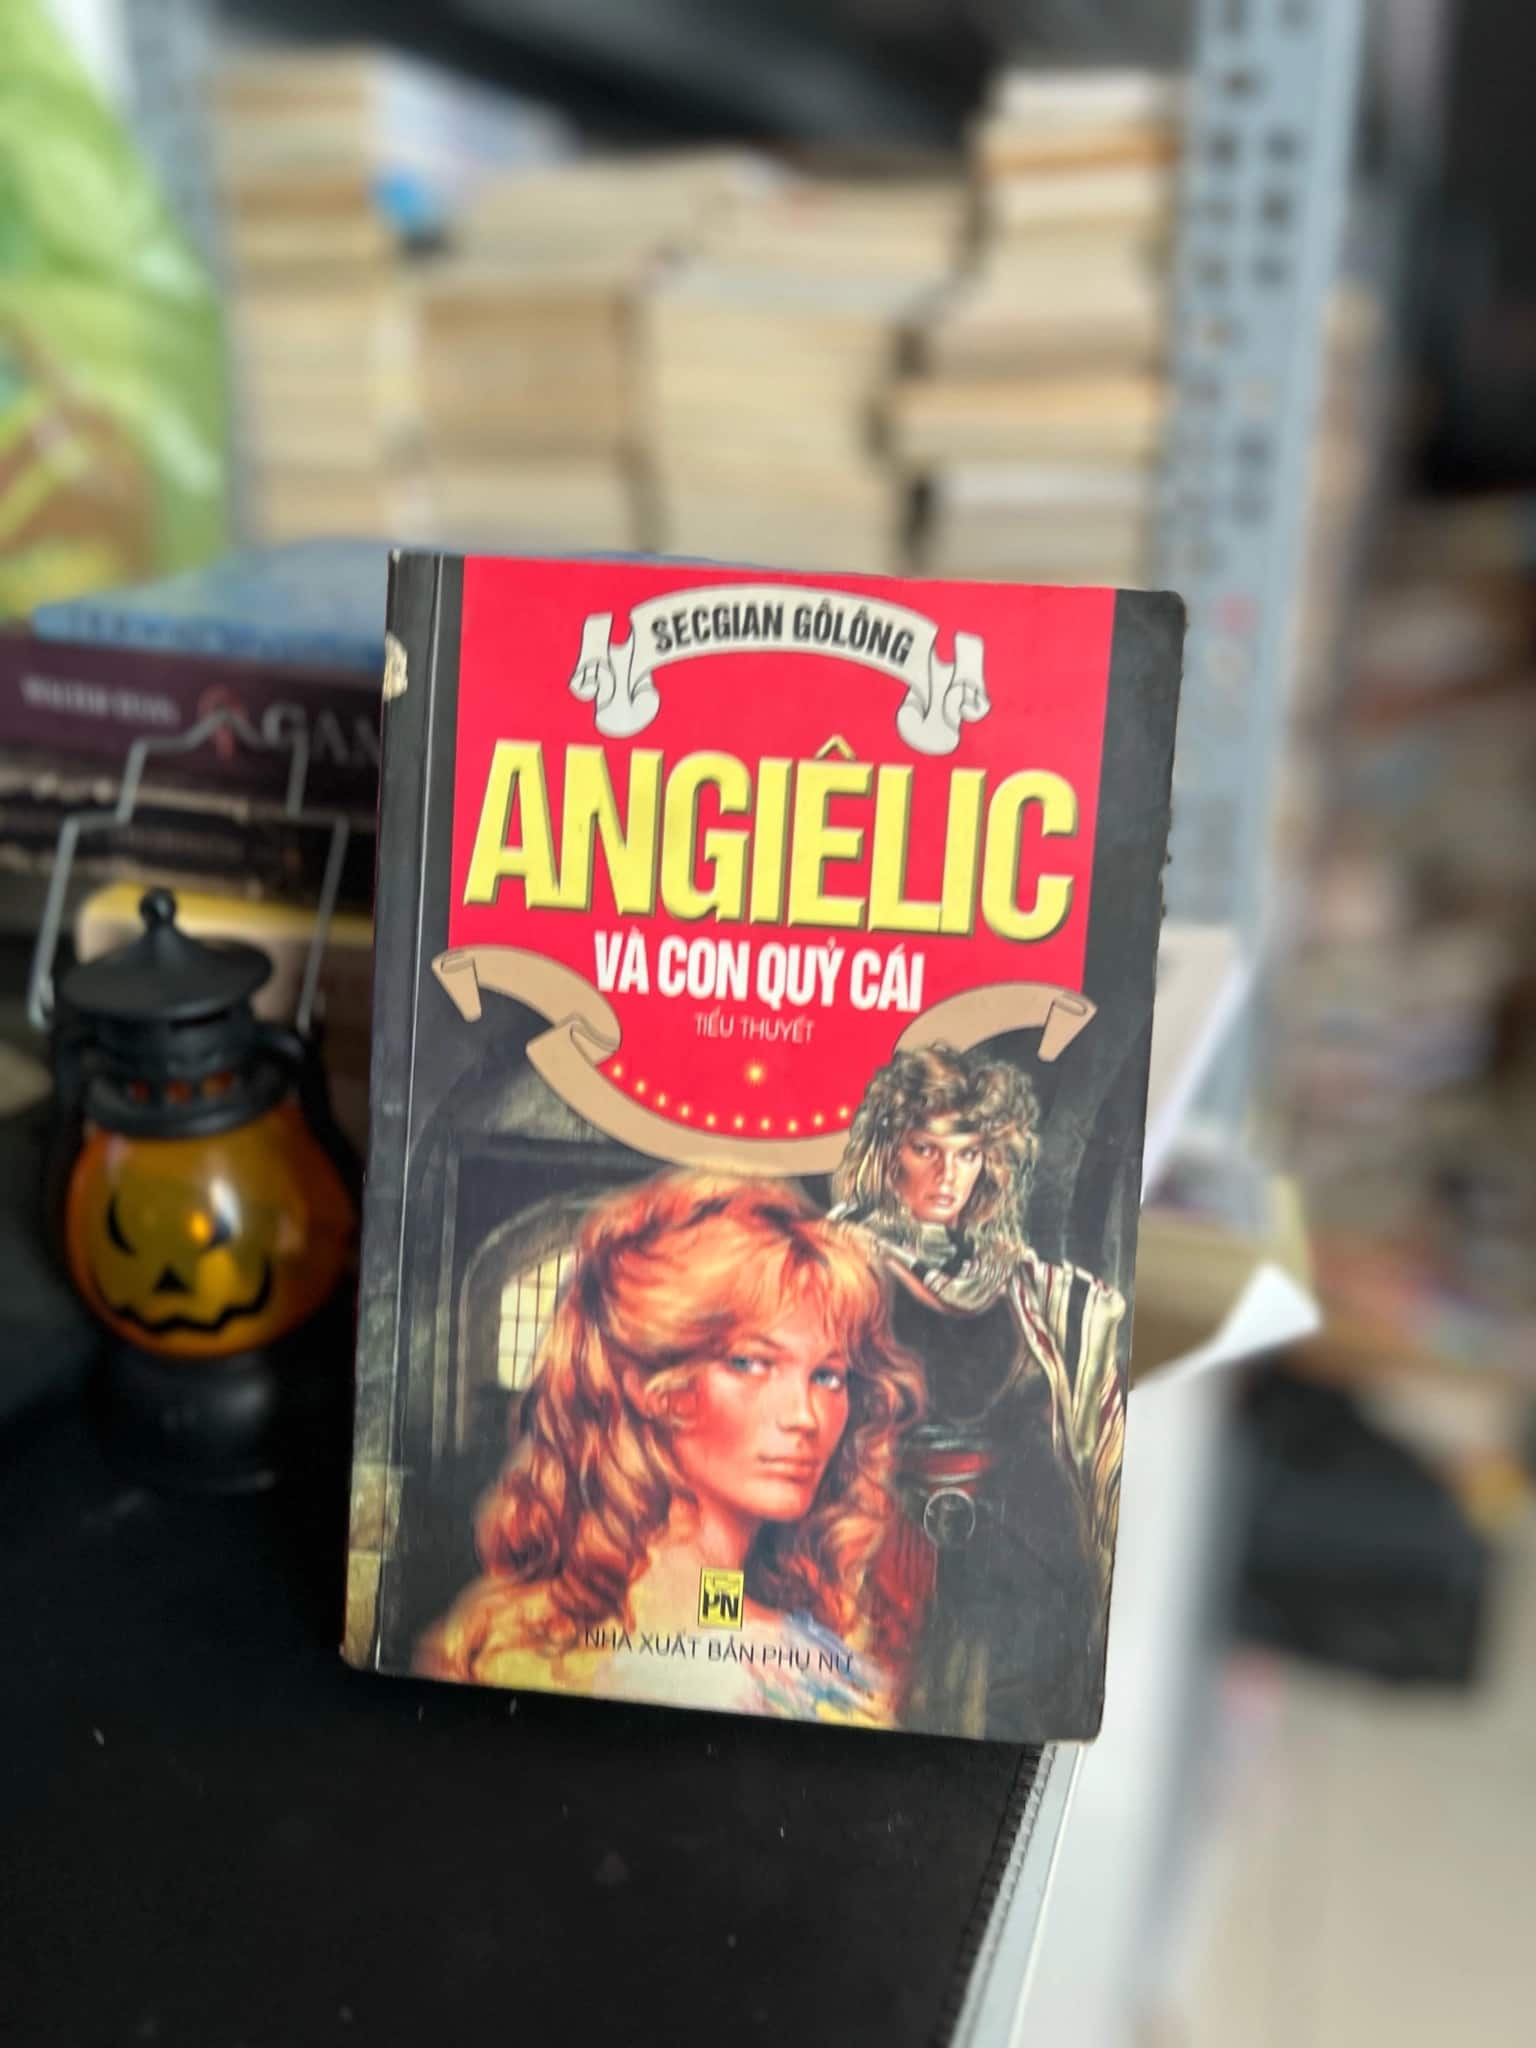 SECGIAN GÔLÔNG
ANGIÊLIC
VÀ CON QUỶ CÁI
TIỂU THUYẾT
PN
NHÀ XUẤT BẢN PHỤ NỮ